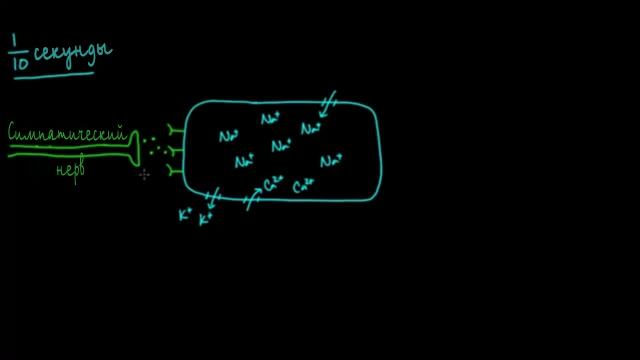 1/10 секунды
Симпатический
нерв
Na⁺
Na⁺
Na⁺
Na⁺
Na⁺
Na⁺
Ca²⁺
Ca²⁺
K⁺
K⁺